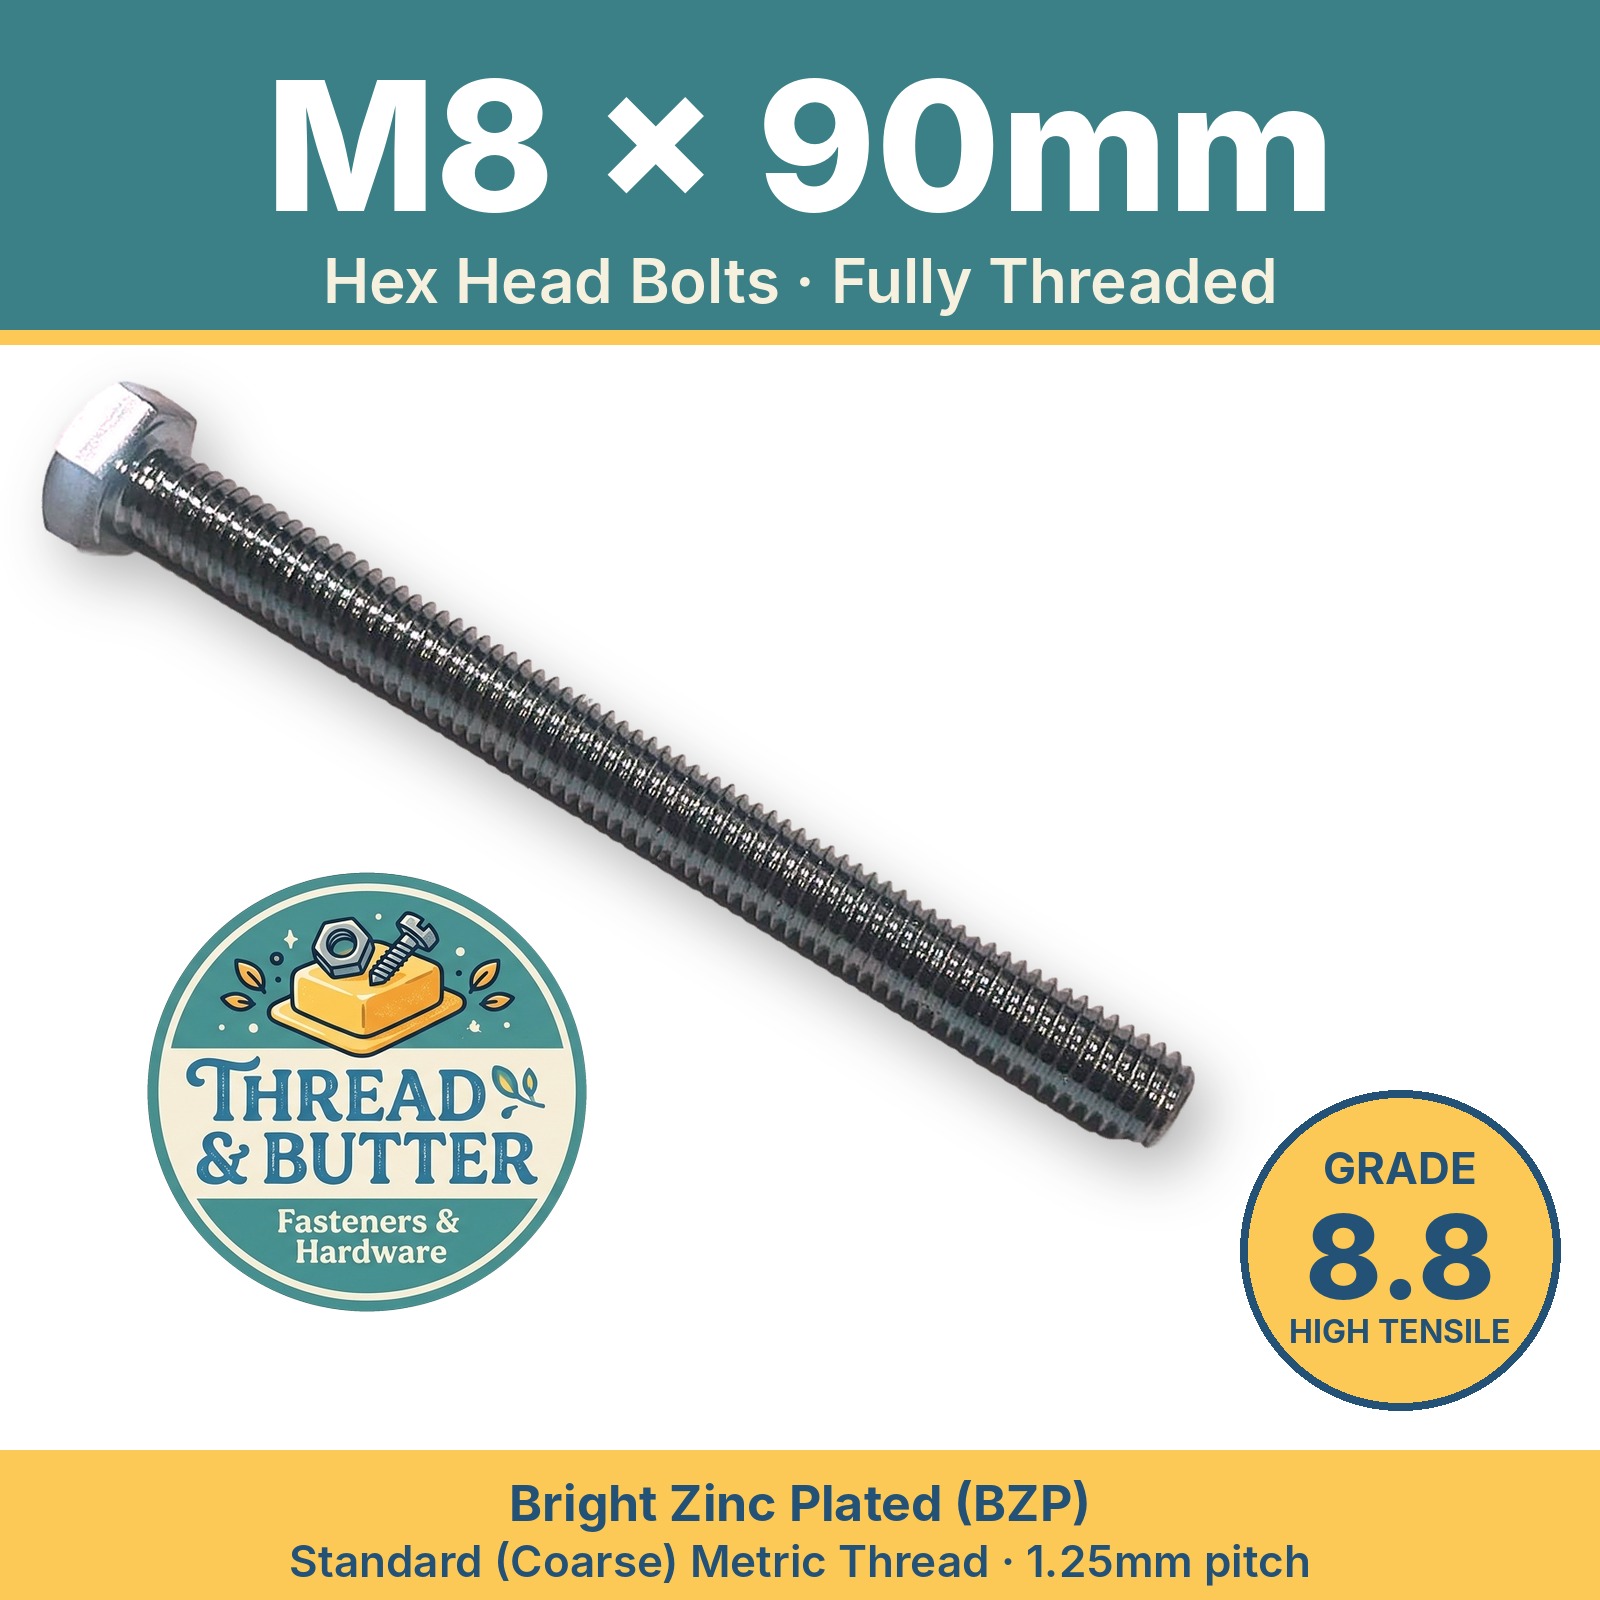 M8 × 90mm
Hex Head Bolts · Fully Threaded
THREAD
& BUTTER
Fasteners &
Hardware
GRADE
8.8
HIGH TENSILE
Bright Zinc Plated (BZP)
Standard (Coarse) Metric Thread · 1.25mm pitch